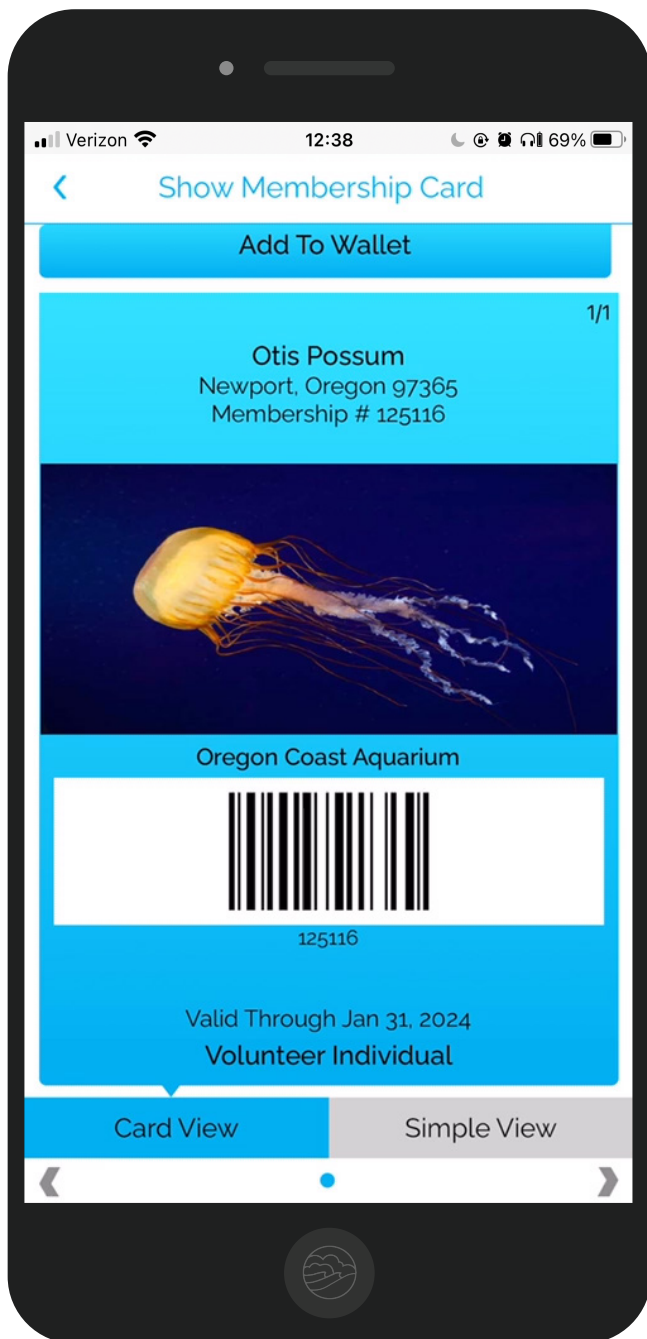 Verizon 12:38 69%
Show Membership Card
Add To Wallet
1/1
Otis Possum
Newport, Oregon 97365
Membership # 125116
Oregon Coast Aquarium
125116
Valid Through Jan 31, 2024
Volunteer Individual
Card View Simple View